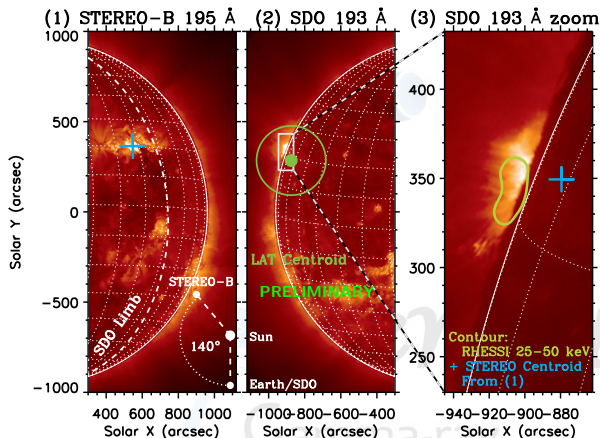 (1) STEREO-B 195 Å
(2) SDO 193 Å
(3) SDO 193 Å zoom
1000
500
0
-500
-1000
Solar Y (arcsec)
SDO Limb
STEREO-B
140°
Sun
Earth/SDO
300 600 800 1000
Solar X (arcsec)
LAT Centroid
PRELIMINARY
-1000 -800 -600 -400
Solar X (arcsec)
400
350
300
250
Contour:
RHESSI 25-50 keV
+ STEREO Centroid
From (1)
-940 -920 -900 -880 -860
Solar X (arcsec)